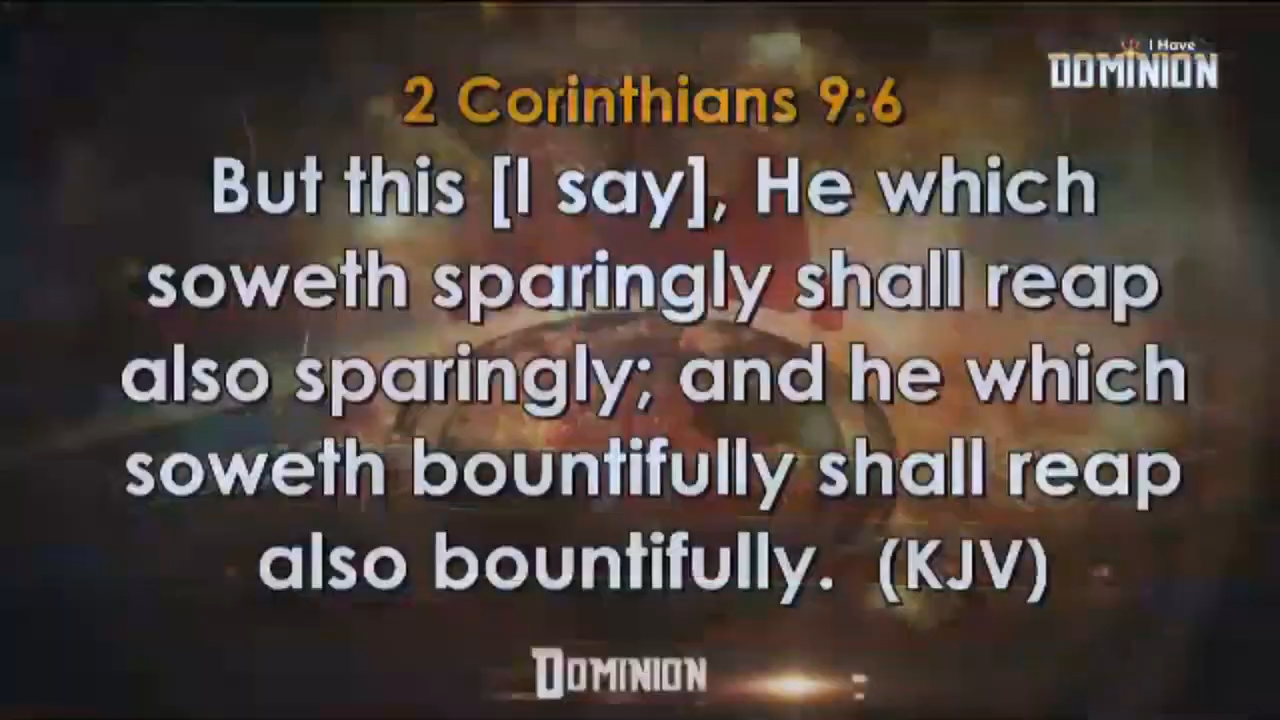 I Have
DOMINION
2 Corinthians 9:6
But this [I say], He which
soweth sparingly shall reap
also sparingly; and he which
soweth bountifully shall reap
also bountifully. (KJV)
DOMINION